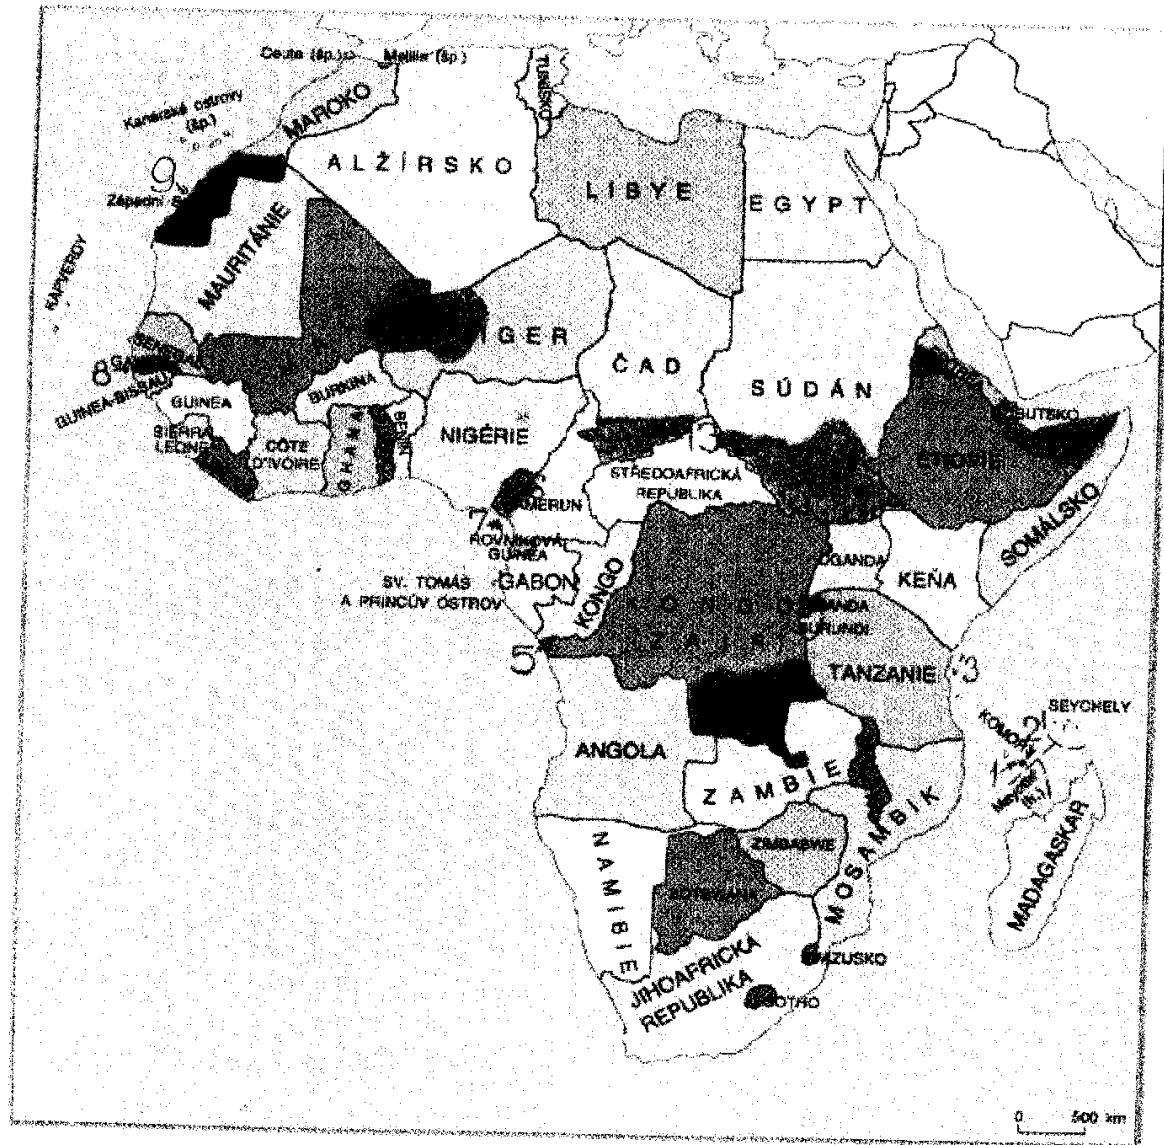 Ceuta (šp.)
Melilla (šp.)
TUNISKO
Kanárské ostrovy
(šp.)
MAROKO
ALŽÍRSKO
LIBYE
EGYPT
9
Západní
MAURITÁNIE
KAPVERDY
ČAD
SÚDÁN
8
GUINEA-BISSAU
GUINEA
BURKINA
SIERRA
LEONE
CÔTE
D'IVOIRE
GHANA
BENIN
NIGÉRIE
13
STŘEDOAFRICKÁ
REPUBLIKA
ETIOPIE
SOMÁLSKO
7
ROVNÍKOVÁ
GUINEA
GABON
KONGO
SV. TOMÁŠ
A PRINCŮV OSTROV
UGANDA
KEŇA
BURUNDI
5
TANZANIE
3
SEYCHELY
KOMORY
2
1
ANGOLA
ZAMBIE
MOSAMBIK
MADAGASKAR
NAMIBIE
ZIMBABWE
BOTSWANA
JIHOAFRICKÁ
REPUBLIKA
0 500 km